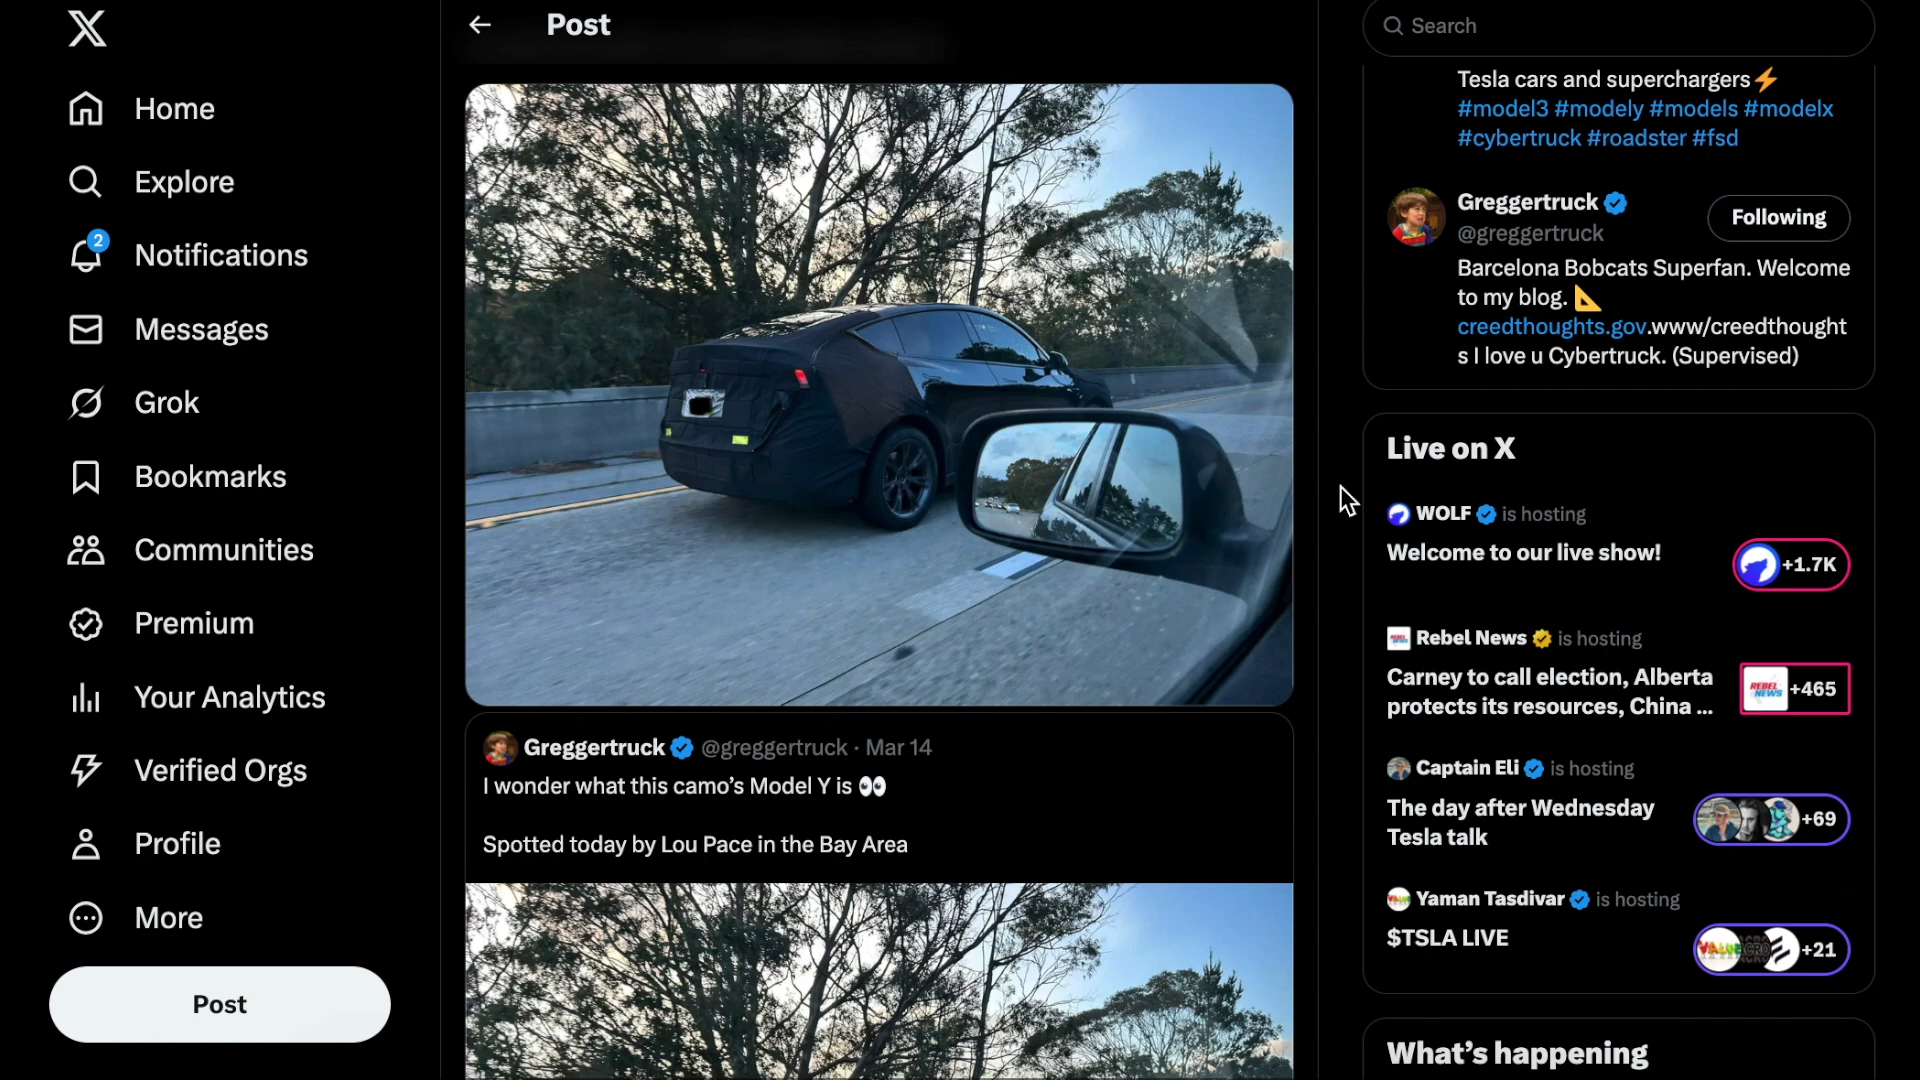 Home
Explore
2
Notifications
Messages
Grok
Bookmarks
Communities
Premium
Your Analytics
Verified Orgs
Profile
More
Post
Post
Greggertruck @greggertruck · Mar 14
I wonder what this camo’s Model Y is 👀
Spotted today by Lou Pace in the Bay Area
Search
Tesla cars and superchargers⚡
#model3 #modely #models #modelx
#cybertruck #roadster #fsd
Greggertruck
@greggertruck
Following
Barcelona Bobcats Superfan. Welcome
to my blog. 📐
creedthoughts.gov.www/creedthought
s I love u Cybertruck. (Supervised)
Live on X
WOLF is hosting
Welcome to our live show!
+1.7K
Rebel News is hosting
Carney to call election, Alberta
protects its resources, China ...
REBEL
NEWS
+465
Captain Eli is hosting
The day after Wednesday
Tesla talk
+69
Yaman Tasdivar is hosting
$TSLA LIVE
+21
What’s happening